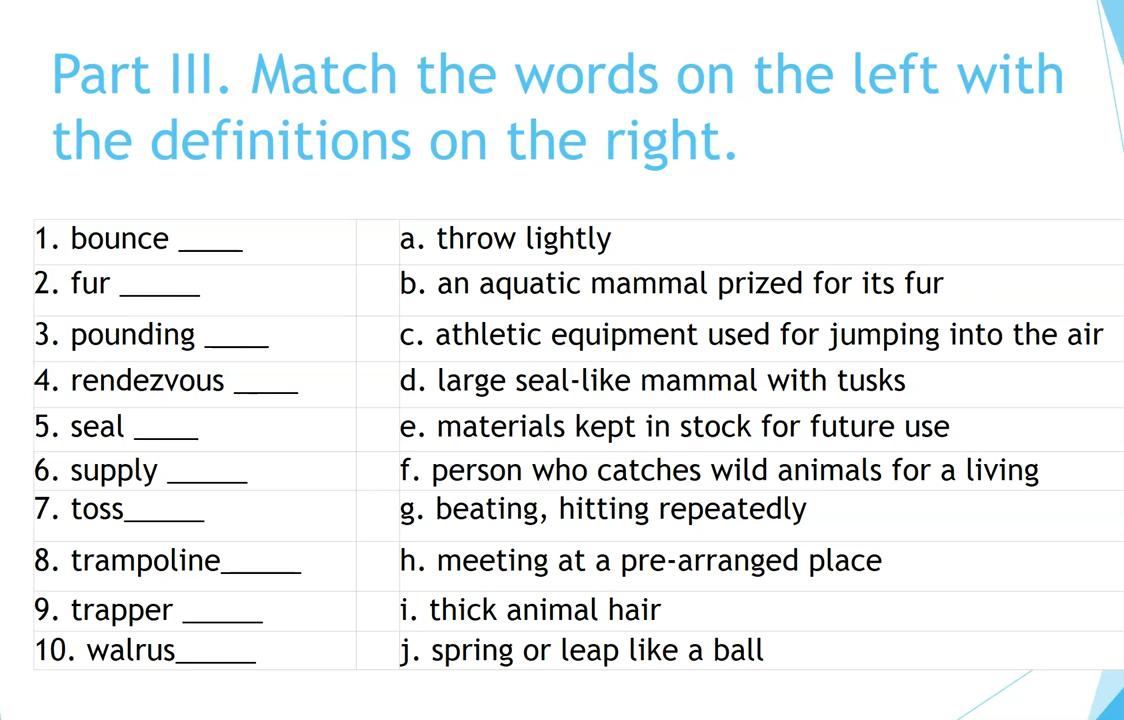 Part III. Match the words on the left with
the definitions on the right.
1. bounce ____ a. throw lightly
2. fur _____ b. an aquatic mammal prized for its fur
3. pounding ____ c. athletic equipment used for jumping into the air
4. rendezvous ____ d. large seal-like mammal with tusks
5. seal ____ e. materials kept in stock for future use
6. supply _____ f. person who catches wild animals for a living
7. toss_____ g. beating, hitting repeatedly
8. trampoline_____ h. meeting at a pre-arranged place
9. trapper _____ i. thick animal hair
10. walrus_____ j. spring or leap like a ball